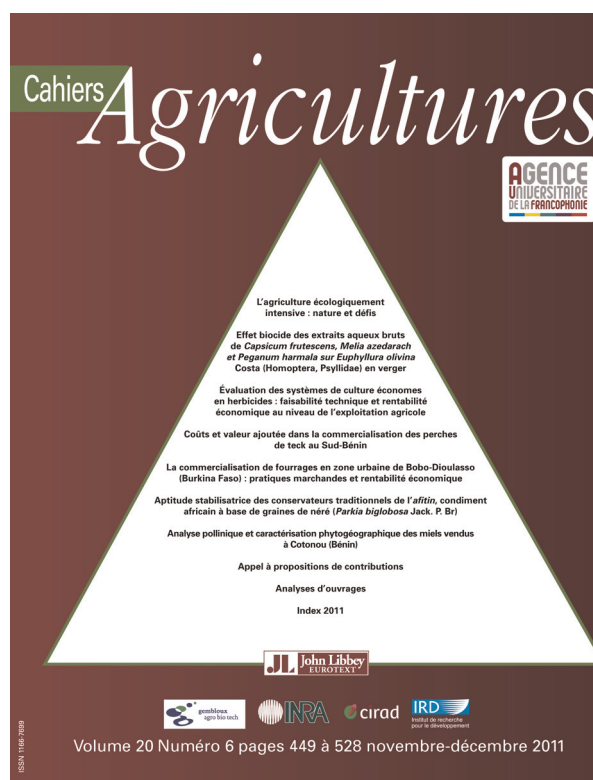 Cahiers
Agricultures
AGENCE
UNIVERSITAIRE
DE LA FRANCOPHONIE
L'agriculture écologiquement
intensive : nature et défis
Effet biocide des extraits aqueux bruts
de Capsicum frutescens, Melia azedarach
et Peganum harmala sur Euphyllura olivina
Costa (Homoptera, Psyllidae) en verger
Évaluation des systèmes de culture économes
en herbicides : faisabilité technique et rentabilité
économique au niveau de l'exploitation agricole
Coûts et valeur ajoutée dans la commercialisation des perches
de teck au Sud-Bénin
La commercialisation de fourrages en zone urbaine de Bobo-Dioulasso
(Burkina Faso) : pratiques marchandes et rentabilité économique
Aptitude stabilisatrice des conservateurs traditionnels de l'afitin, condiment
africain à base de graines de néré (Parkia biglobosa Jack. P. Br)
Analyse pollinique et caractérisation phytogéographique des miels vendus
à Cotonou (Bénin)
Appel à propositions de contributions
Analyses d'ouvrages
Index 2011
JL John Libbey
EUROTEXT
gembloux
agro bio tech
INRA
cirad
IRD
Institut de recherche
pour le développement
Volume 20 Numéro 6 pages 449 à 528 novembre-décembre 2011
ISSN 1166-7699